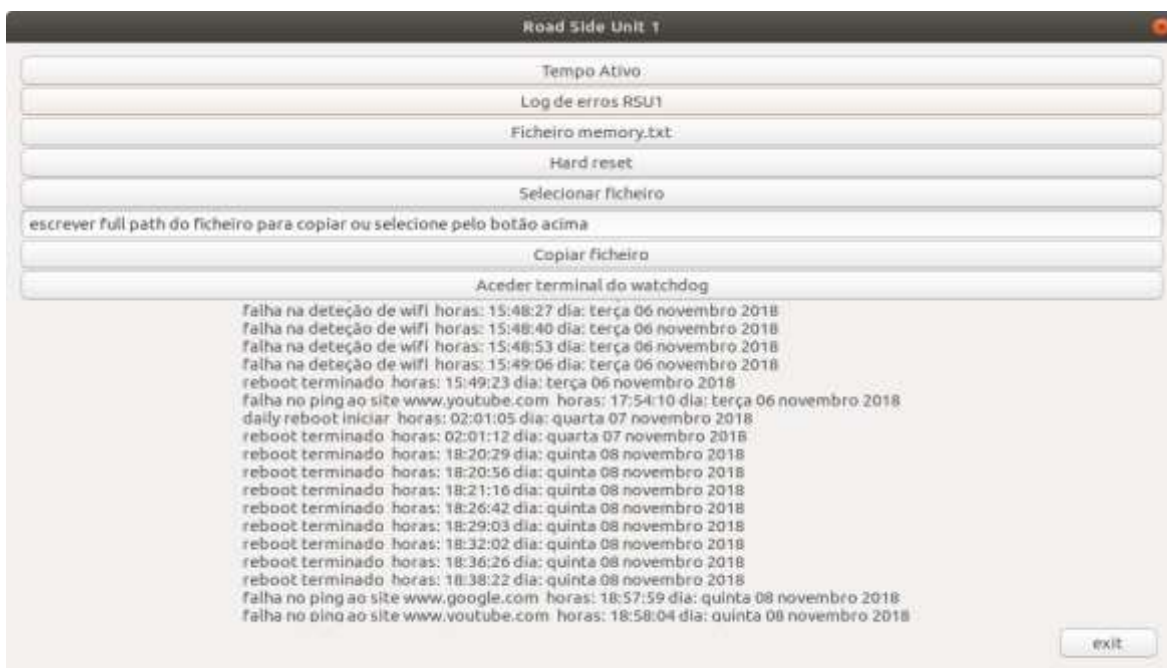 Road Side Unit 1
Tempo Ativo
Log de erros RSU1
Ficheiro memory.txt
Hard reset
Selecionar ficheiro
escrever full path do ficheiro para copiar ou selecione pelo botão acima
Copiar ficheiro
Aceder terminal do watchdog
falha na deteção de wifi horas: 15:48:27 dia: terça 06 novembro 2018
falha na deteção de wifi horas: 15:48:40 dia: terça 06 novembro 2018
falha na deteção de wifi horas: 15:48:53 dia: terça 06 novembro 2018
falha na deteção de wifi horas: 15:49:06 dia: terça 06 novembro 2018
reboot terminado horas: 15:49:23 dia: terça 06 novembro 2018
falha no ping ao site www.youtube.com horas: 17:54:10 dia: terça 06 novembro 2018
daily reboot iniciar horas: 02:01:05 dia: quarta 07 novembro 2018
reboot terminado horas: 02:01:12 dia: quarta 07 novembro 2018
reboot terminado horas: 18:20:29 dia: quinta 08 novembro 2018
reboot terminado horas: 18:20:56 dia: quinta 08 novembro 2018
reboot terminado horas: 18:21:16 dia: quinta 08 novembro 2018
reboot terminado horas: 18:26:42 dia: quinta 08 novembro 2018
reboot terminado horas: 18:29:03 dia: quinta 08 novembro 2018
reboot terminado horas: 18:32:02 dia: quinta 08 novembro 2018
reboot terminado horas: 18:36:26 dia: quinta 08 novembro 2018
reboot terminado horas: 18:38:22 dia: quinta 08 novembro 2018
falha no ping ao site www.google.com horas: 18:57:59 dia: quinta 08 novembro 2018
falha no ping ao site www.youtube.com horas: 18:58:04 dia: quinta 08 novembro 2018
exit